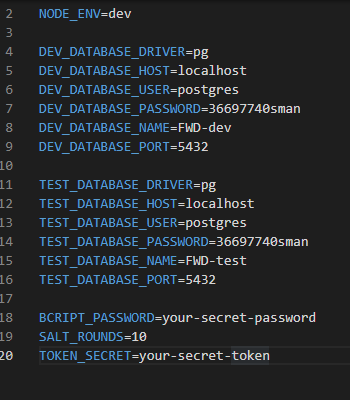 2 NODE_ENV=dev
3
4 DEV_DATABASE_DRIVER=pg
5 DEV_DATABASE_HOST=localhost
6 DEV_DATABASE_USER=postgres
7 DEV_DATABASE_PASSWORD=36697740sman
8 DEV_DATABASE_NAME=FWD-dev
9 DEV_DATABASE_PORT=5432
10
11 TEST_DATABASE_DRIVER=pg
12 TEST_DATABASE_HOST=localhost
13 TEST_DATABASE_USER=postgres
14 TEST_DATABASE_PASSWORD=36697740sman
15 TEST_DATABASE_NAME=FWD-test
16 TEST_DATABASE_PORT=5432
17
18 BCRIPT_PASSWORD=your-secret-password
19 SALT_ROUNDS=10
20 TOKEN_SECRET=your-secret-token